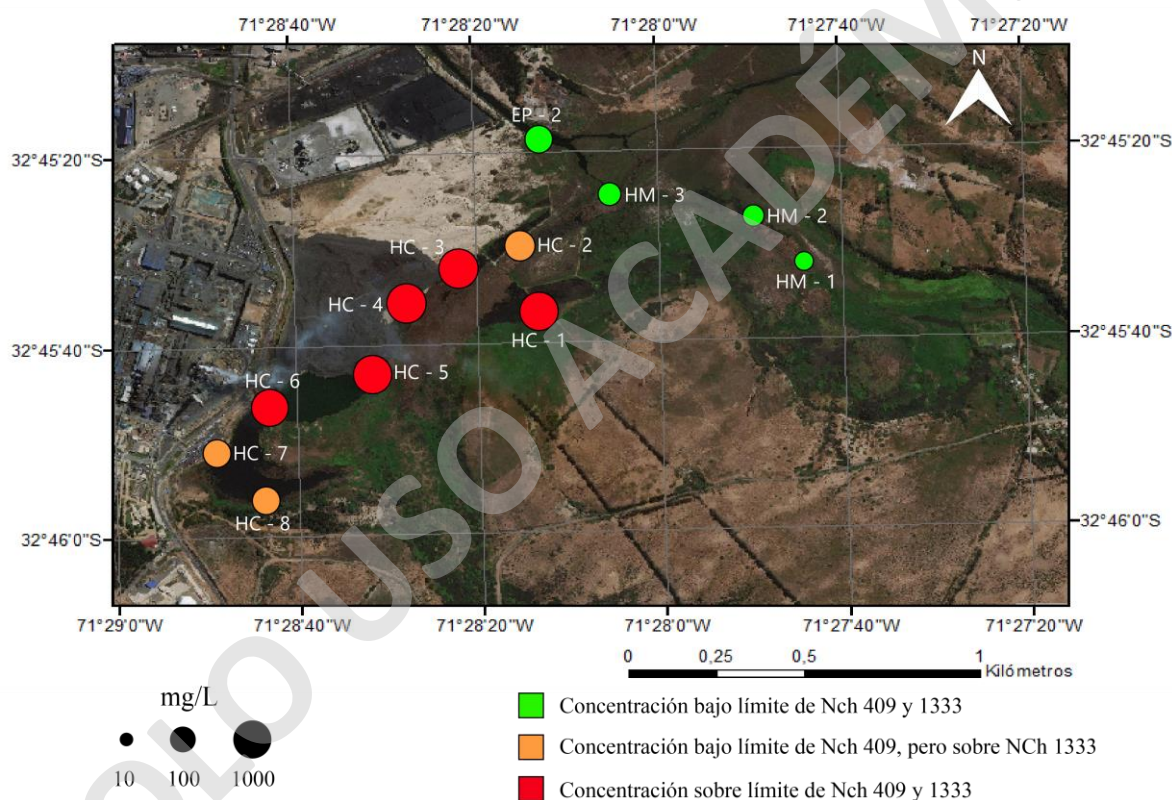 71°28'40"W 71°28'20"W 71°28'0"W 71°27'40"W 71°27'20"W
N
EP - 2
32°45'20"S 32°45'20"S
HM - 3
HM - 2
HC - 2
HC - 3
HM - 1
HC - 4
HC - 1
32°45'40"S 32°45'40"S
HC - 5
HC - 6
HC - 7
HC - 8
32°46'0"S 32°46'0"S
71°29'0"W 71°28'40"W 71°28'20"W 71°28'0"W 71°27'40"W 71°27'20"W
0 0,25 0,5 1
Kilómetros
mg/L
10 100 1000
Concentración bajo límite de Nch 409 y 1333
Concentración bajo límite de Nch 409, pero sobre NCh 1333
Concentración sobre límite de Nch 409 y 1333
SOLO USO ACADÉM